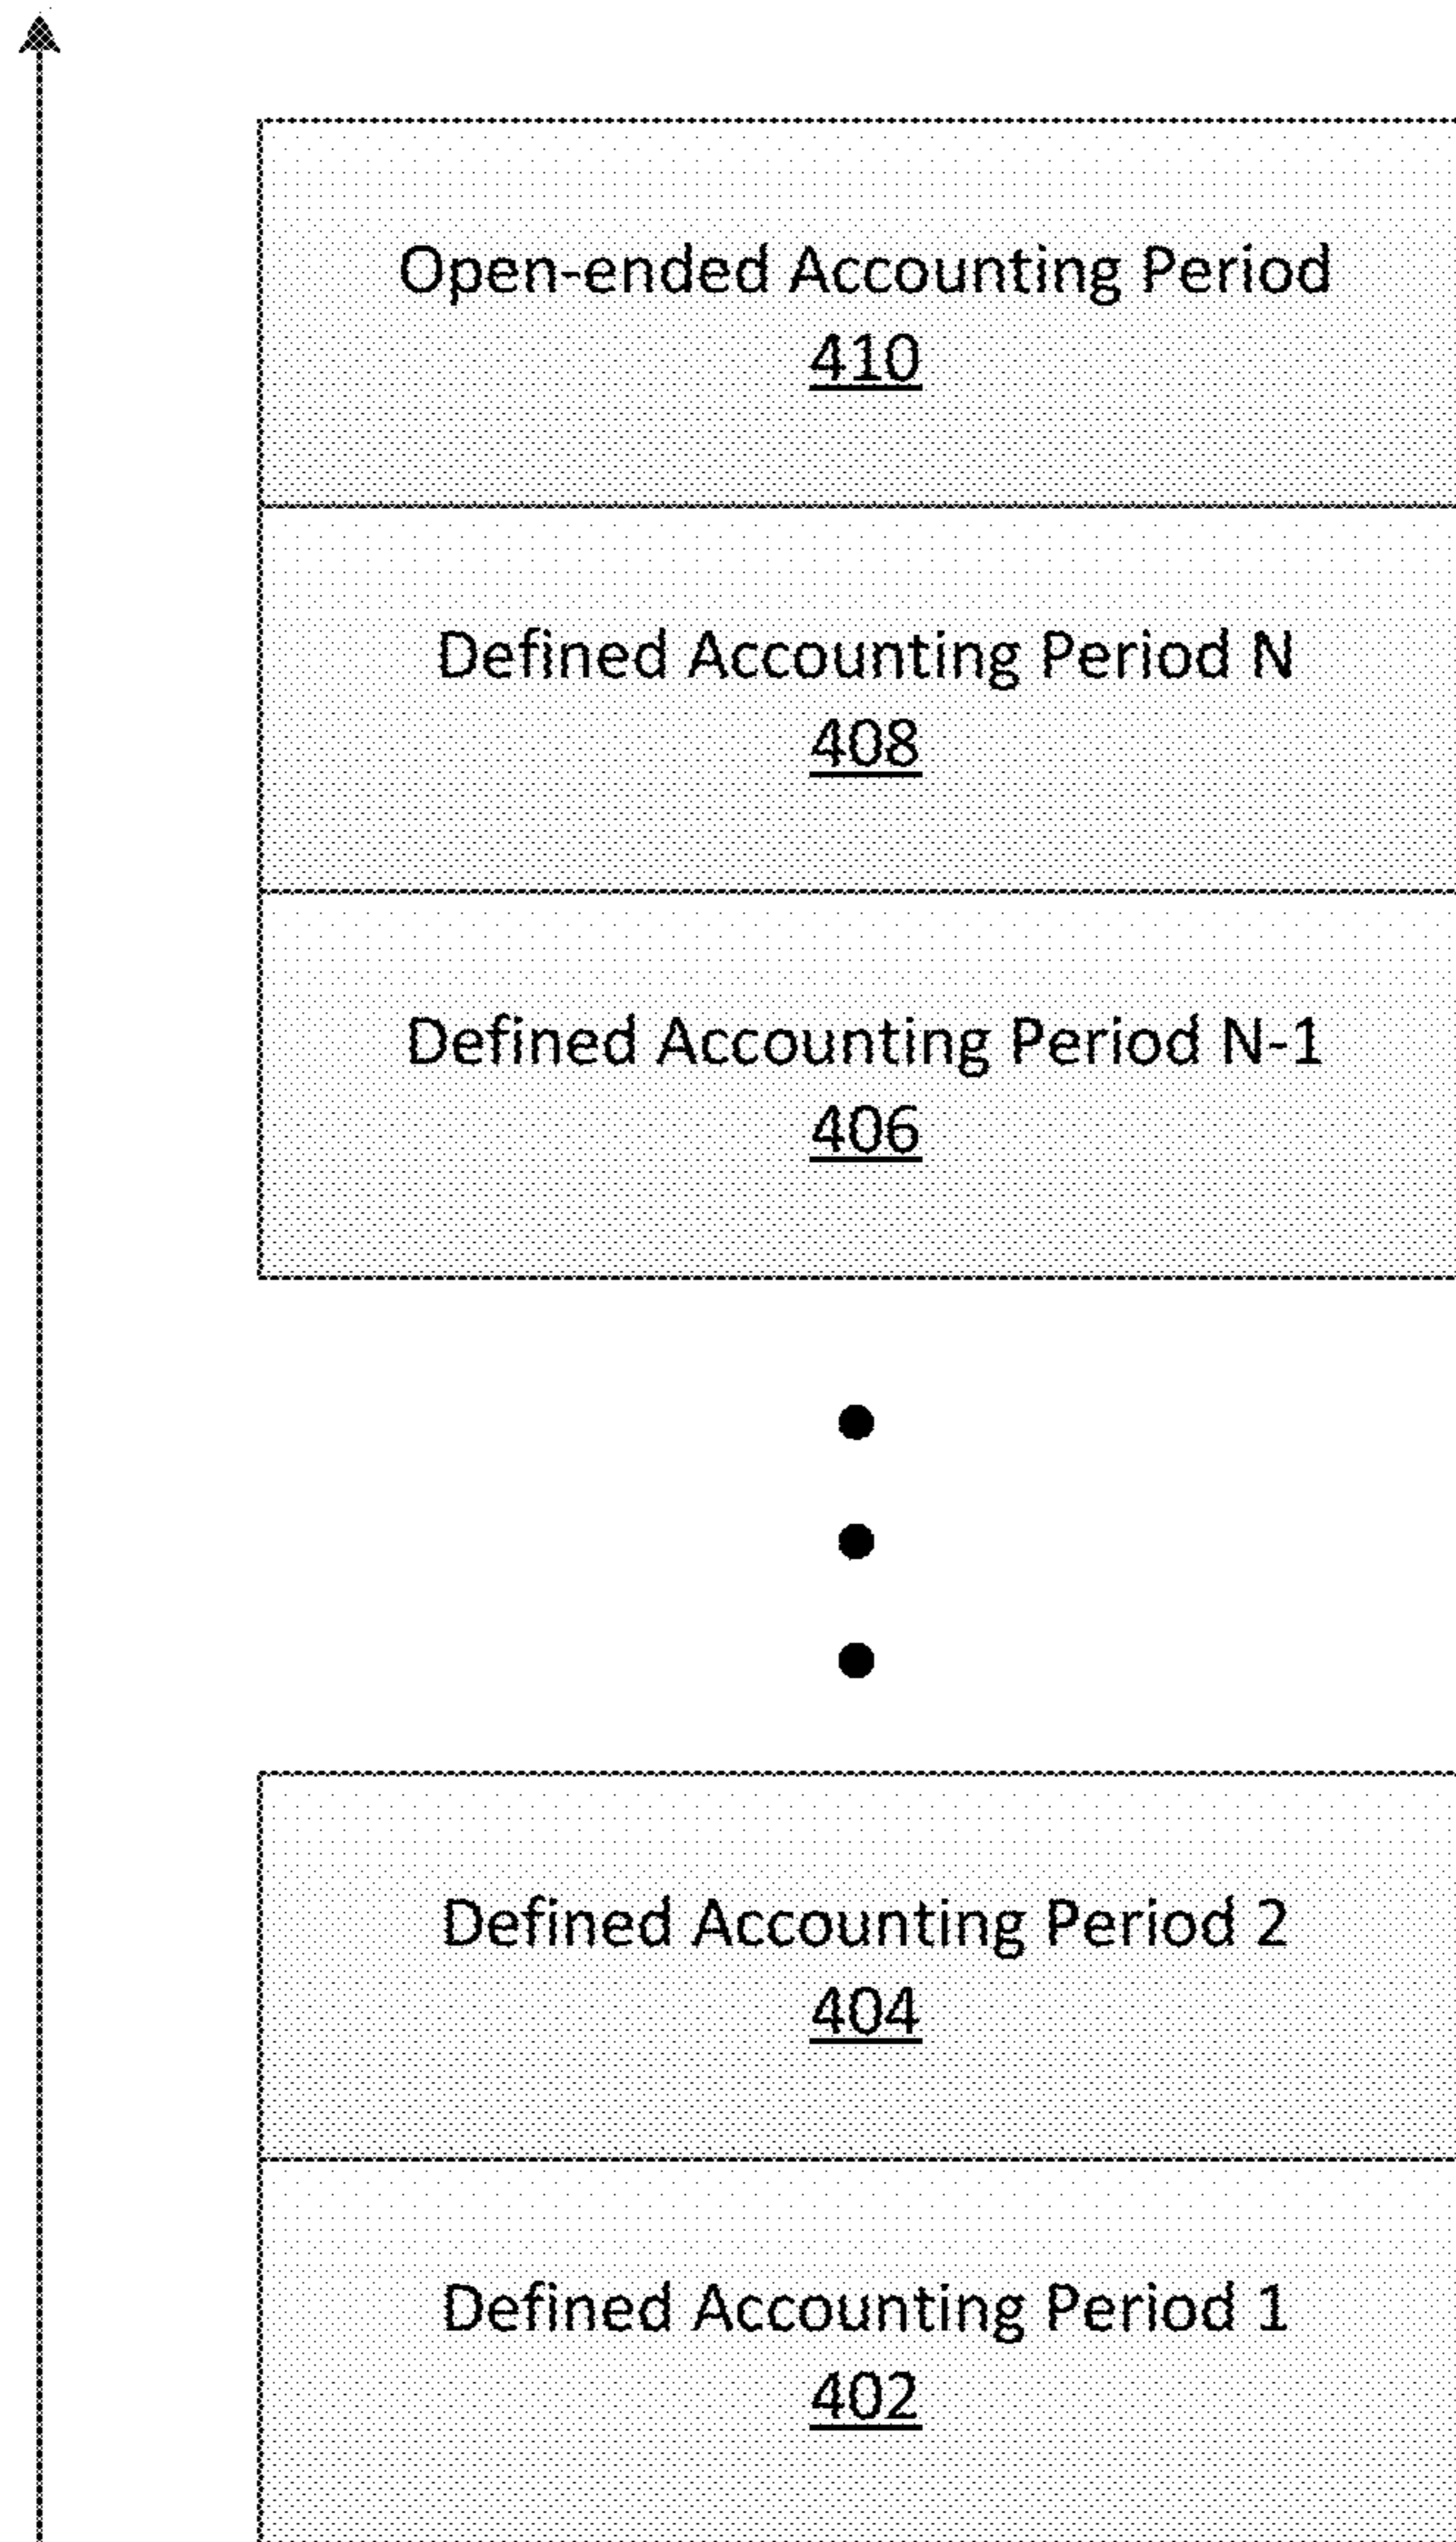 Open-ended Accounting Period
410
Defined Accounting Period N
408
Defined Accounting Period N-1
406
Defined Accounting Period 2
404
Defined Accounting Period 1
402